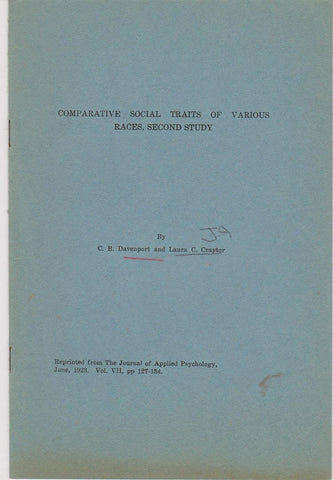 COMPARATIVE SOCIAL TRAITS OF VARIOUS
RACES, SECOND STUDY
By
C. B. Davenport and Laura C. Craytor
Reprinted from The Journal of Applied Psychology,
June, 1923. Vol. VII, pp 127-134.